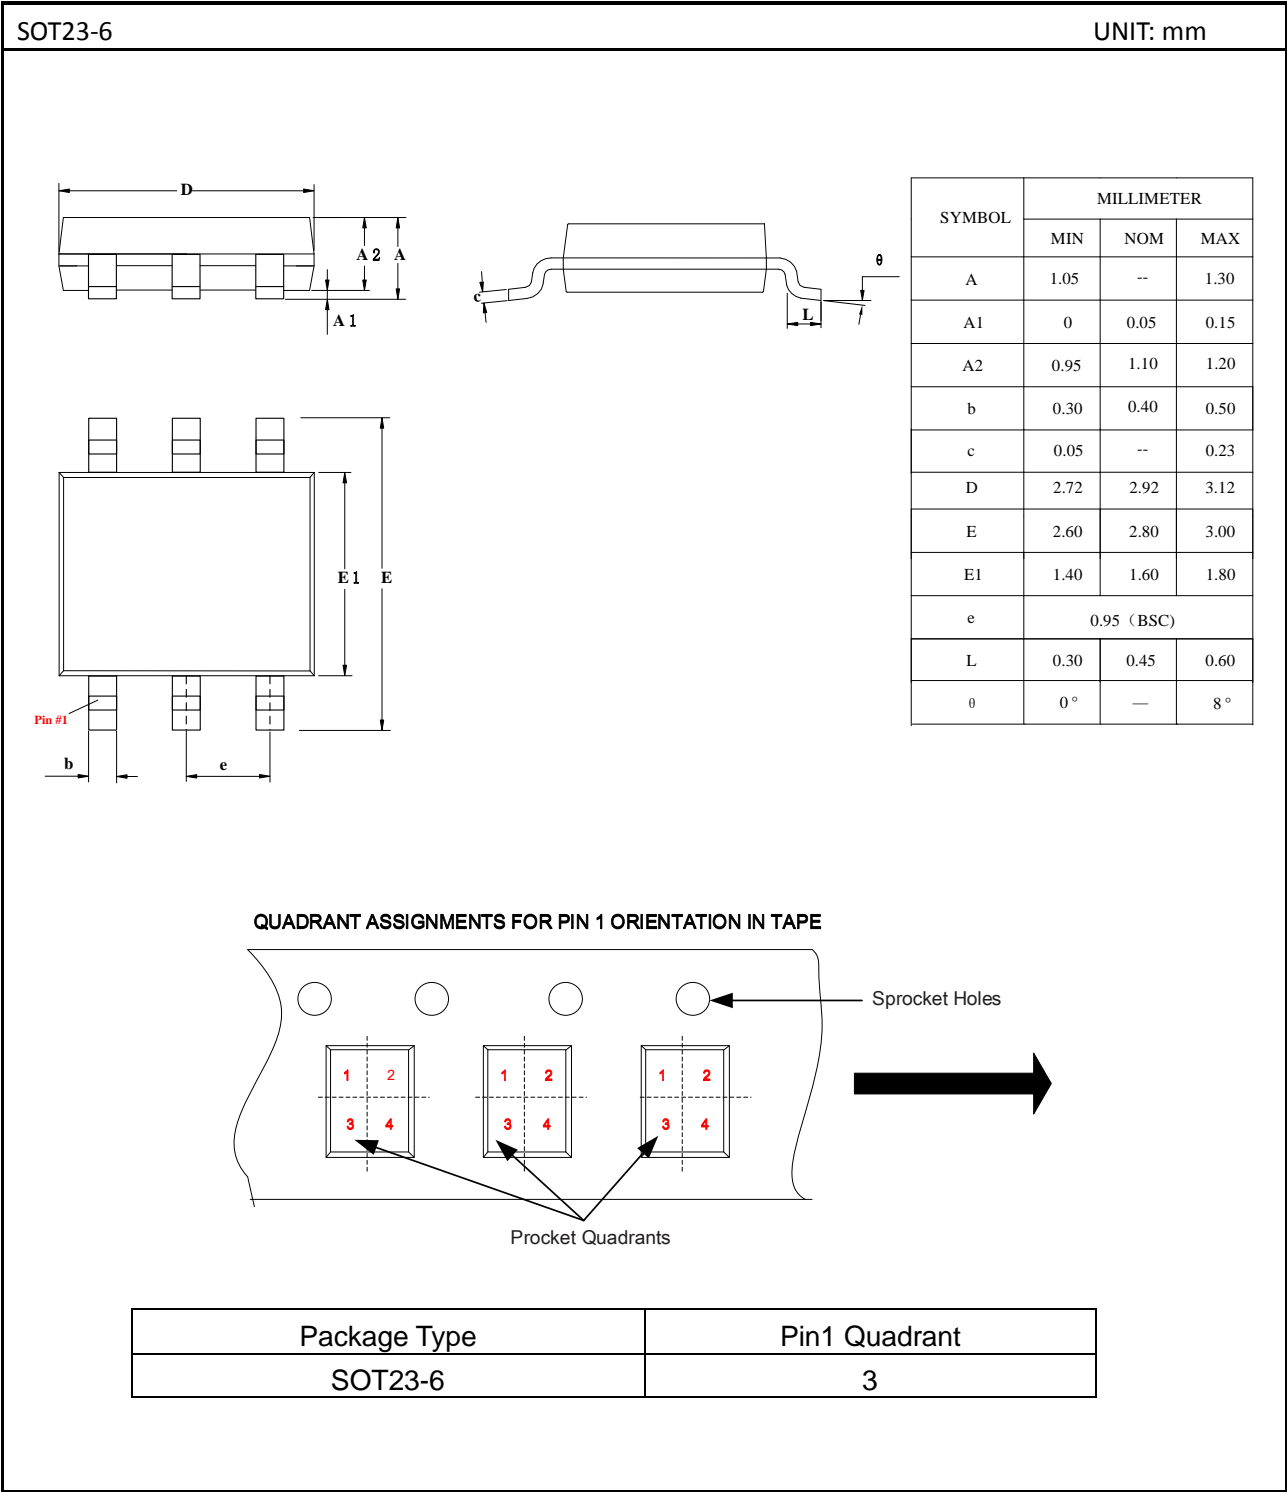 SOT23-6 UNIT: mm
D
A 2 A
A 1
c
L
θ
E 1 E
Pin #1
b e
SYMBOL MILLIMETER
MIN NOM MAX
A 1.05 -- 1.30
A1 0 0.05 0.15
A2 0.95 1.10 1.20
b 0.30 0.40 0.50
c 0.05 -- 0.23
D 2.72 2.92 3.12
E 2.60 2.80 3.00
E1 1.40 1.60 1.80
e 0.95（BSC)
L 0.30 0.45 0.60
θ 0° — 8°
QUADRANT ASSIGNMENTS FOR PIN 1 ORIENTATION IN TAPE
Sprocket Holes
1 2 1 2 1 2
3 4 3 4 3 4
Procket Quadrants
Package Type Pin1 Quadrant
SOT23-6 3